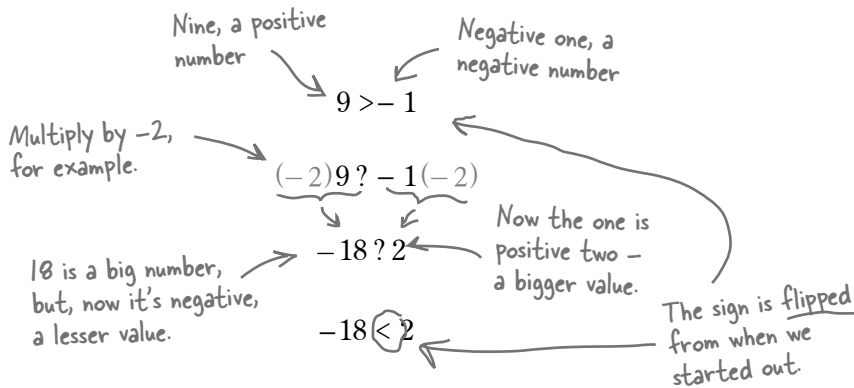 Nine, a positive
number
Negative one, a
negative number
9 >− 1
Multiply by -2,
for example.
(−2)9 ? − 1(−2)
Now the one is
positive two –
a bigger value.
−18 ? 2
18 is a big number,
but, now it's negative,
a lesser value.
−18 < 2
The sign is flipped
from when we
started out.